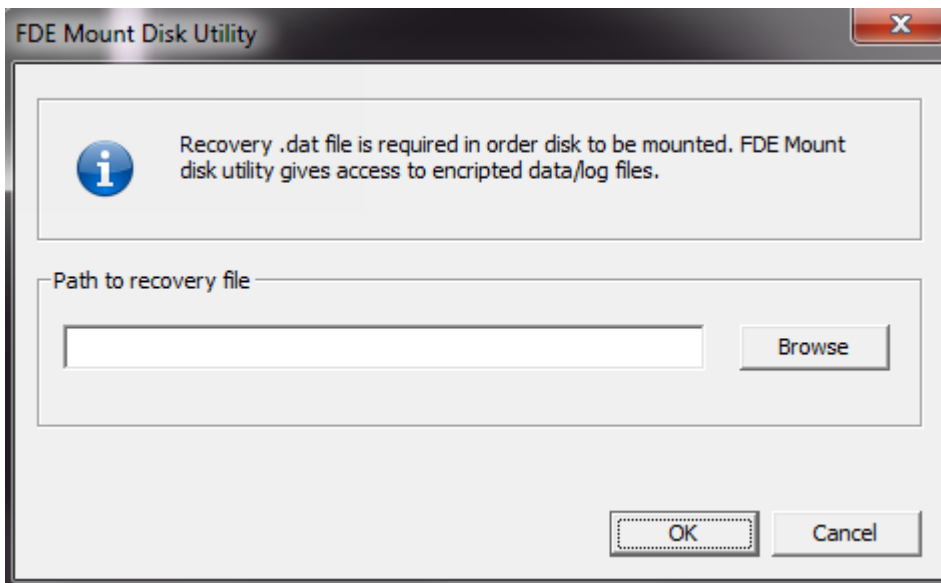 FDE Mount Disk Utility
Recovery .dat file is required in order disk to be mounted. FDE Mount
disk utility gives access to encripted data/log files.
Path to recovery file
Browse
OK
Cancel